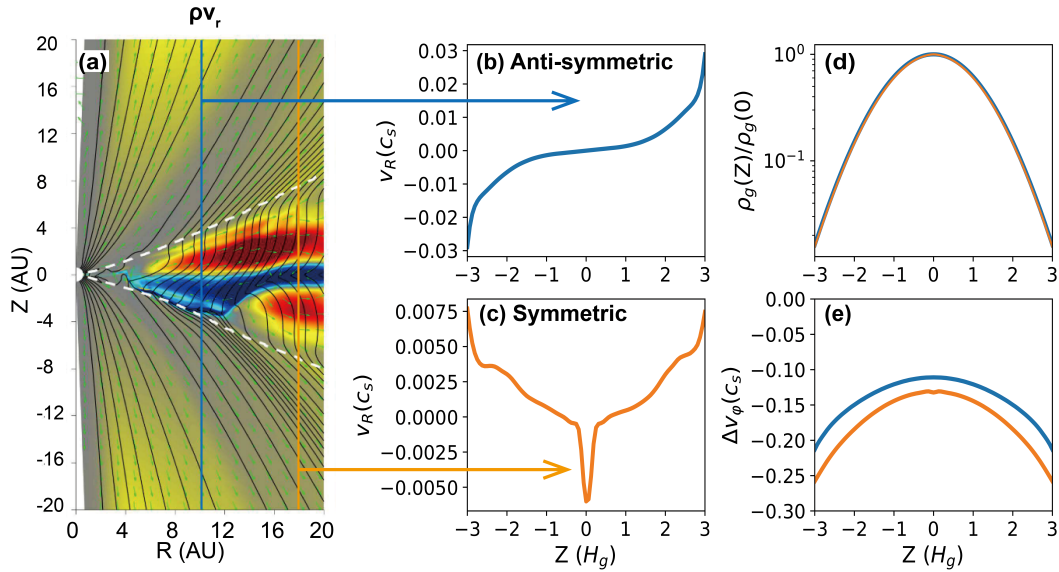 ρv_r
(a)
20
16
12
8
4
0
-4
-8
-12
-16
-20
Z (AU)
0 4 8 12 16 20
R (AU)
(b) Anti-symmetric
0.03
0.02
0.01
0.00
−0.01
−0.02
−0.03
v_R(c_s)
−3 −2 −1 0 1 2 3
(c) Symmetric
0.0075
0.0050
0.0025
0.0000
−0.0025
−0.0050
v_R(c_s)
−3 −2 −1 0 1 2 3
Z (H_g)
(d)
10⁰
10⁻¹
ρ_g(Z)/ρ_g(0)
−3 −2 −1 0 1 2 3
(e)
0.00
−0.05
−0.10
−0.15
−0.20
−0.25
−0.30
Δv_φ(c_s)
−3 −2 −1 0 1 2 3
Z (H_g)